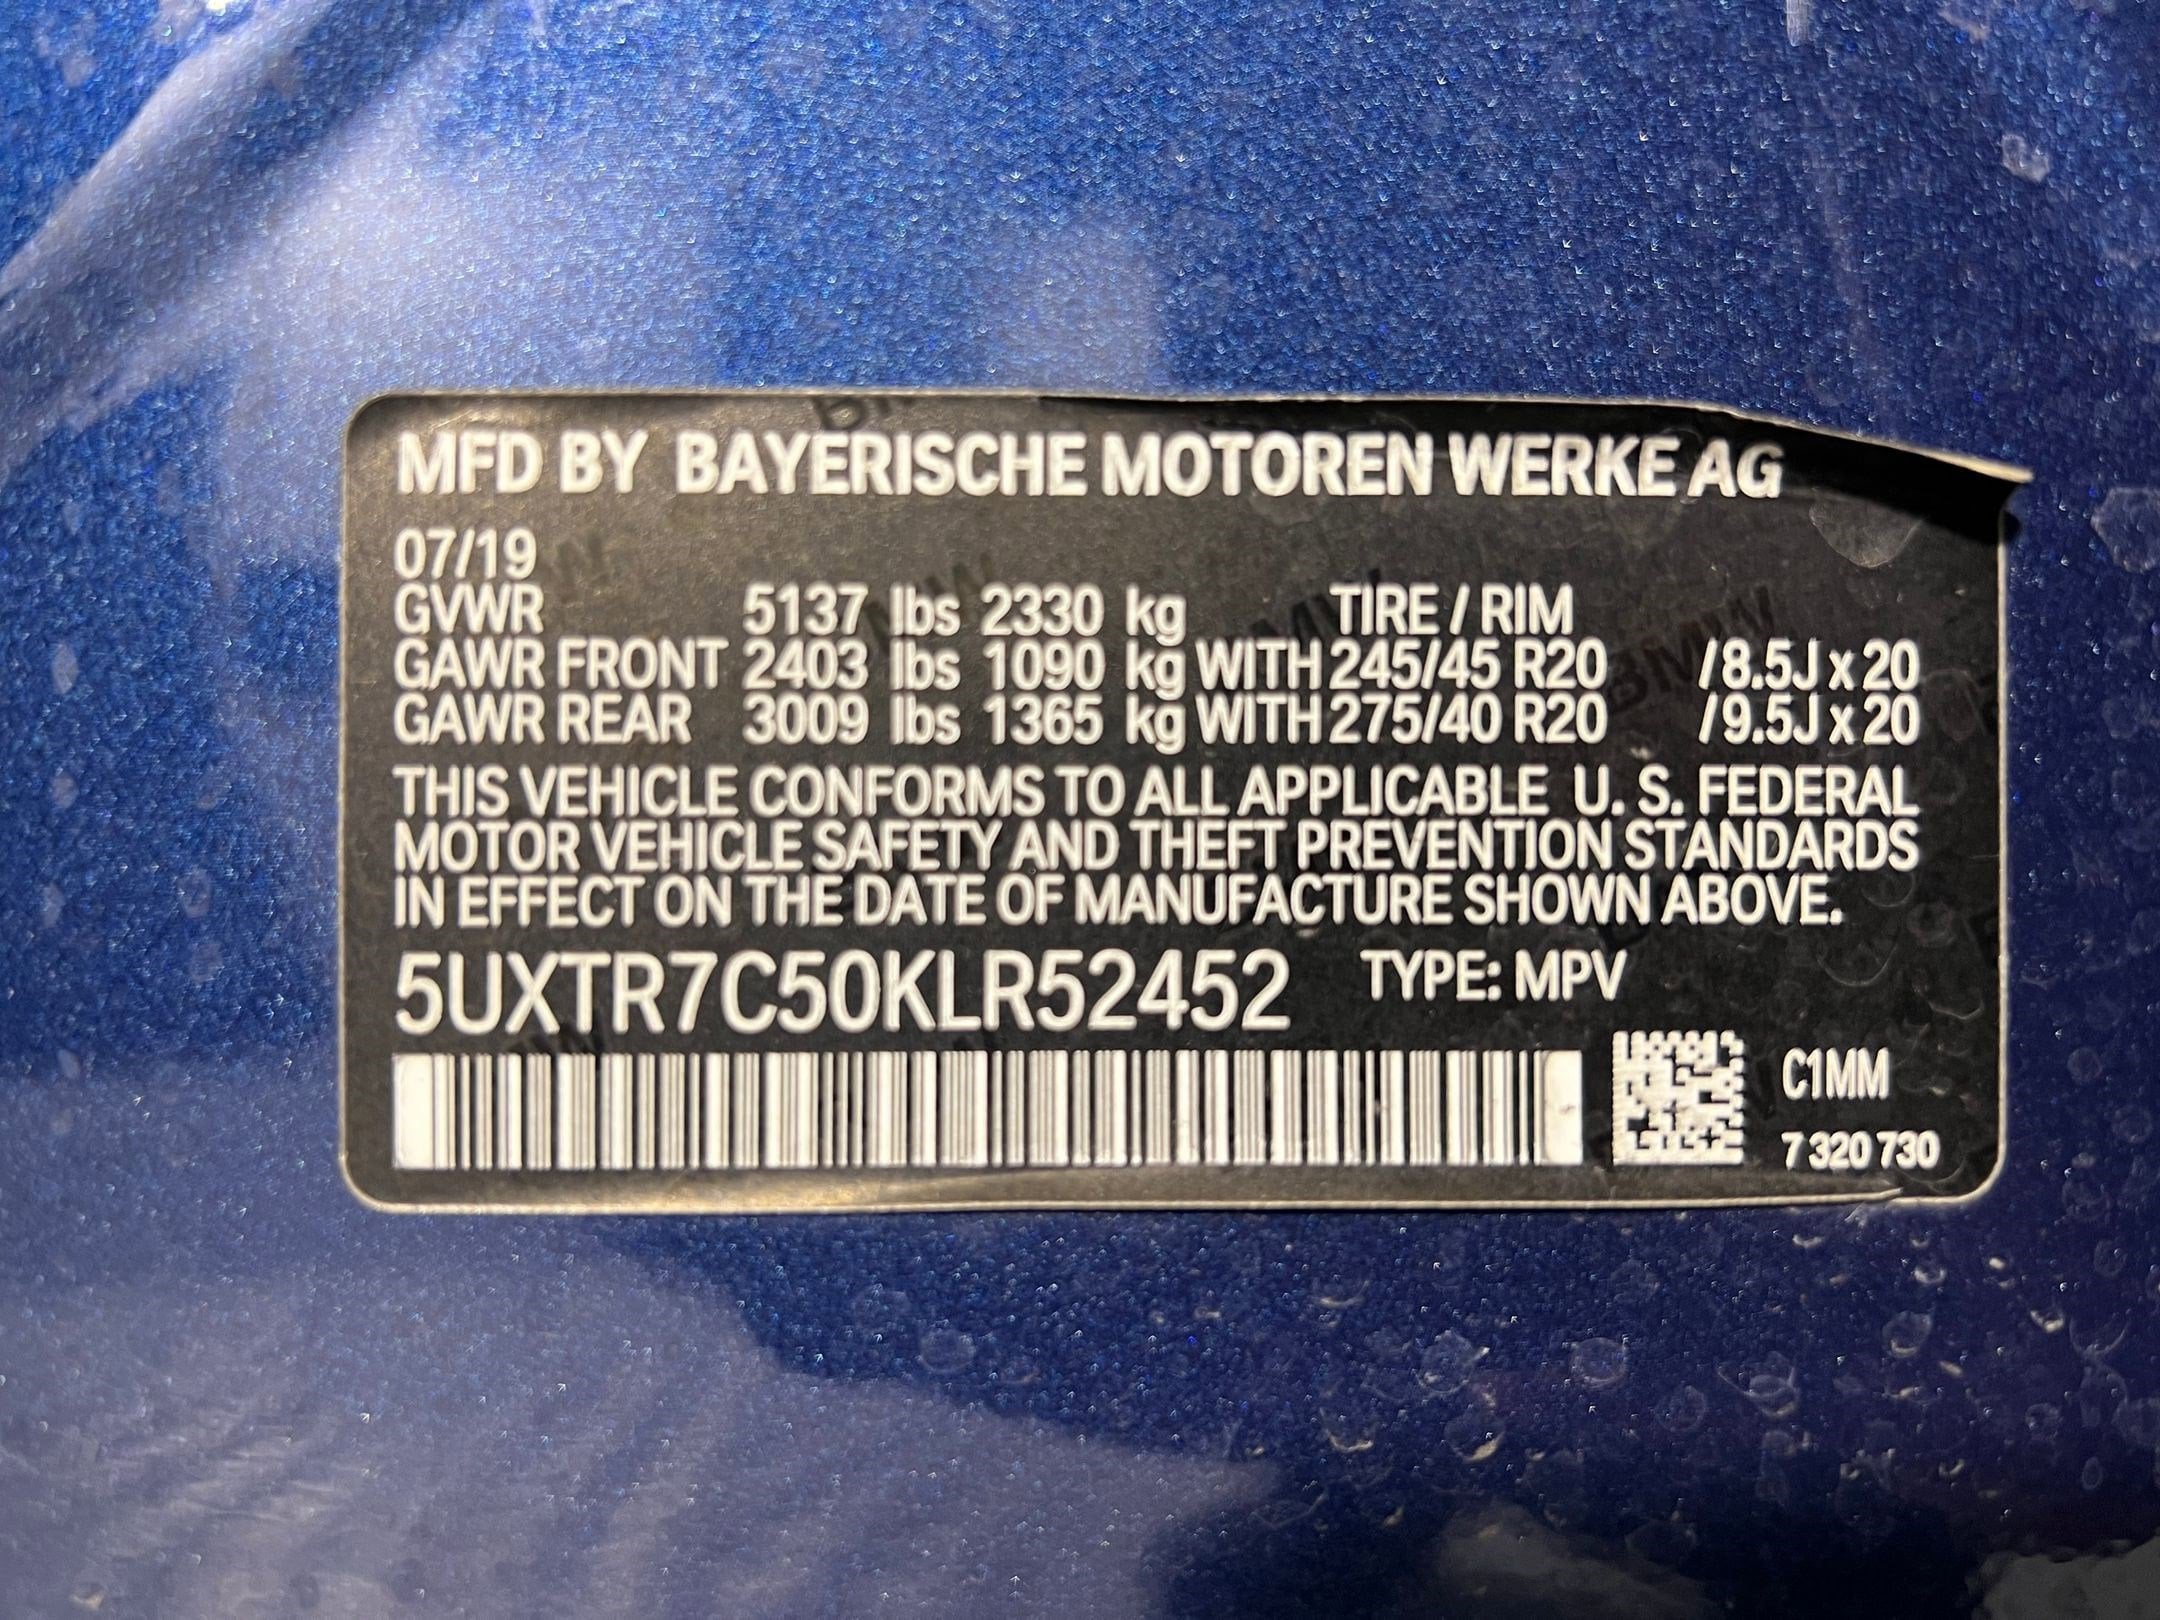 MFD BY BAYERISCHE MOTOREN WERKE AG
07/19
GVWR 5137 lbs 2330 kg TIRE / RIM
GAWR FRONT 2403 lbs 1090 kg WITH 245/45 R20 /8.5J x 20
GAWR REAR 3009 lbs 1365 kg WITH 275/40 R20 /9.5J x 20
THIS VEHICLE CONFORMS TO ALL APPLICABLE U. S. FEDERAL
MOTOR VEHICLE SAFETY AND THEFT PREVENTION STANDARDS
IN EFFECT ON THE DATE OF MANUFACTURE SHOWN ABOVE.
5UXTR7C50KLR52452 TYPE: MPV
C1MM
7 320 730